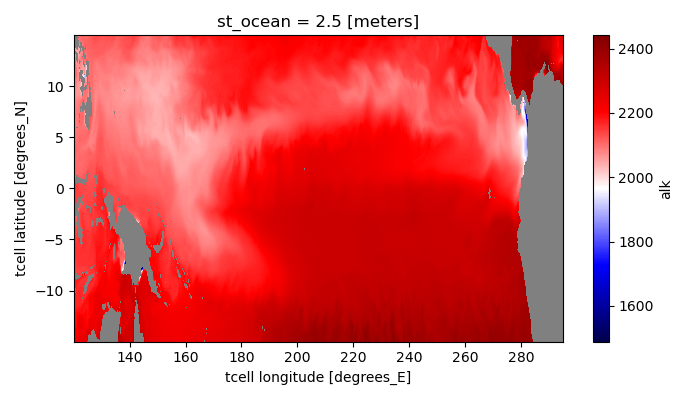 st_ocean = 2.5 [meters]
10
5
0
−5
−10
tcell latitude [degrees_N]
140 160 180 200 220 240 260 280
tcell longitude [degrees_E]
2400
2200
2000
1800
1600
alk